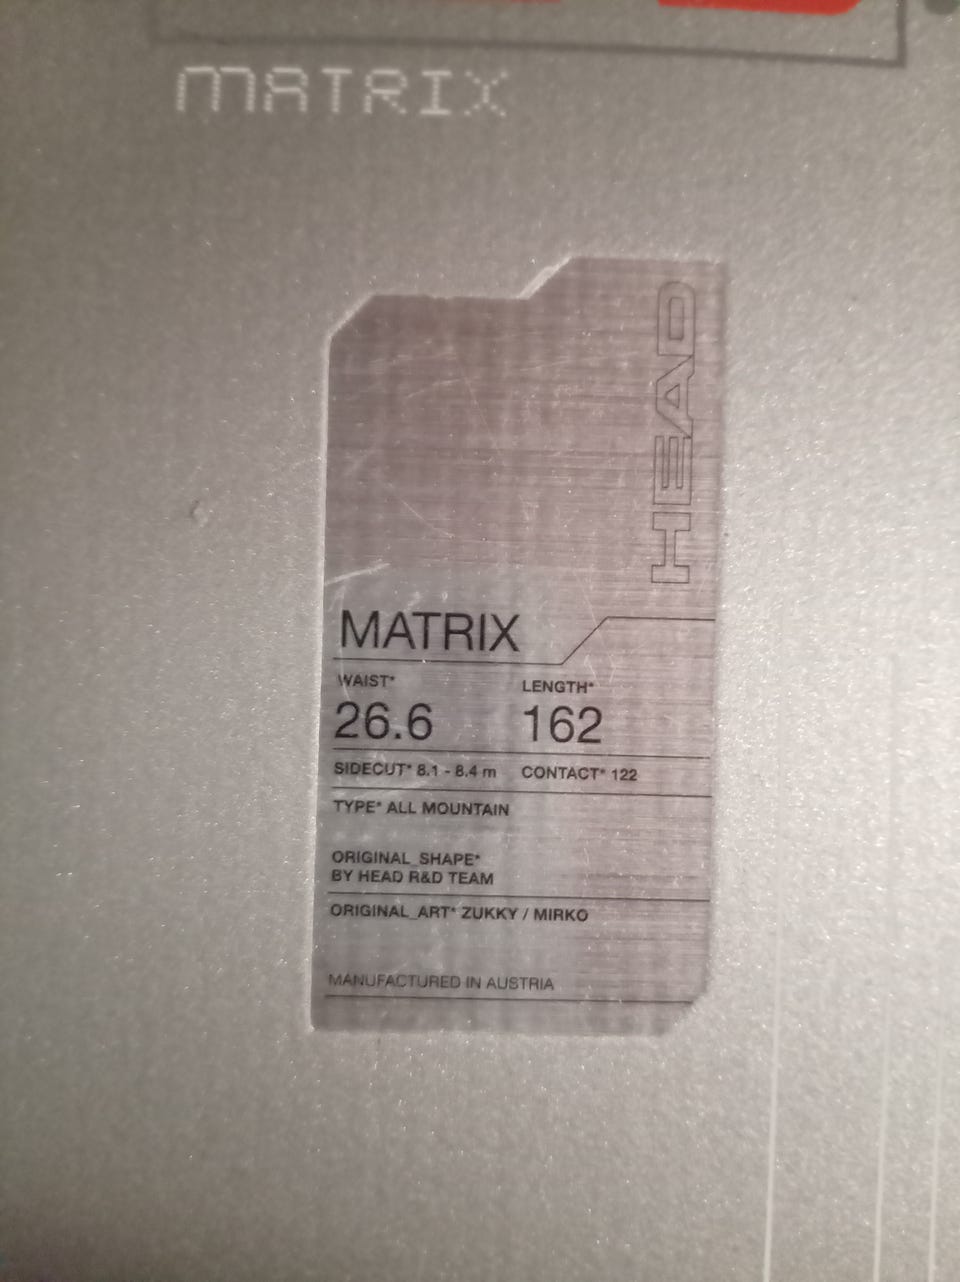 MATRIX
HEAD
MATRIX
WAIST* LENGTH*
26.6 162
SIDECUT* 8.1 - 8.4 m CONTACT* 122
TYPE* ALL MOUNTAIN
ORIGINAL_SHAPE*
BY HEAD R&D TEAM
ORIGINAL_ART* ZUKKY / MIRKO
MANUFACTURED IN AUSTRIA